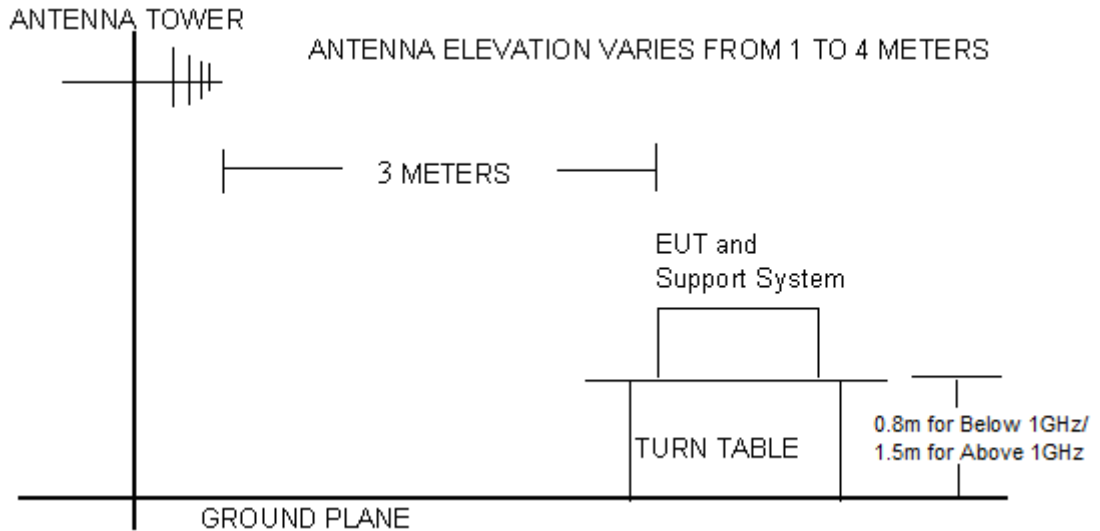 ANTENNA TOWER
ANTENNA ELEVATION VARIES FROM 1 TO 4 METERS
3 METERS
EUT and
Support System
0.8m for Below 1GHz/
1.5m for Above 1GHz
TURN TABLE
GROUND PLANE